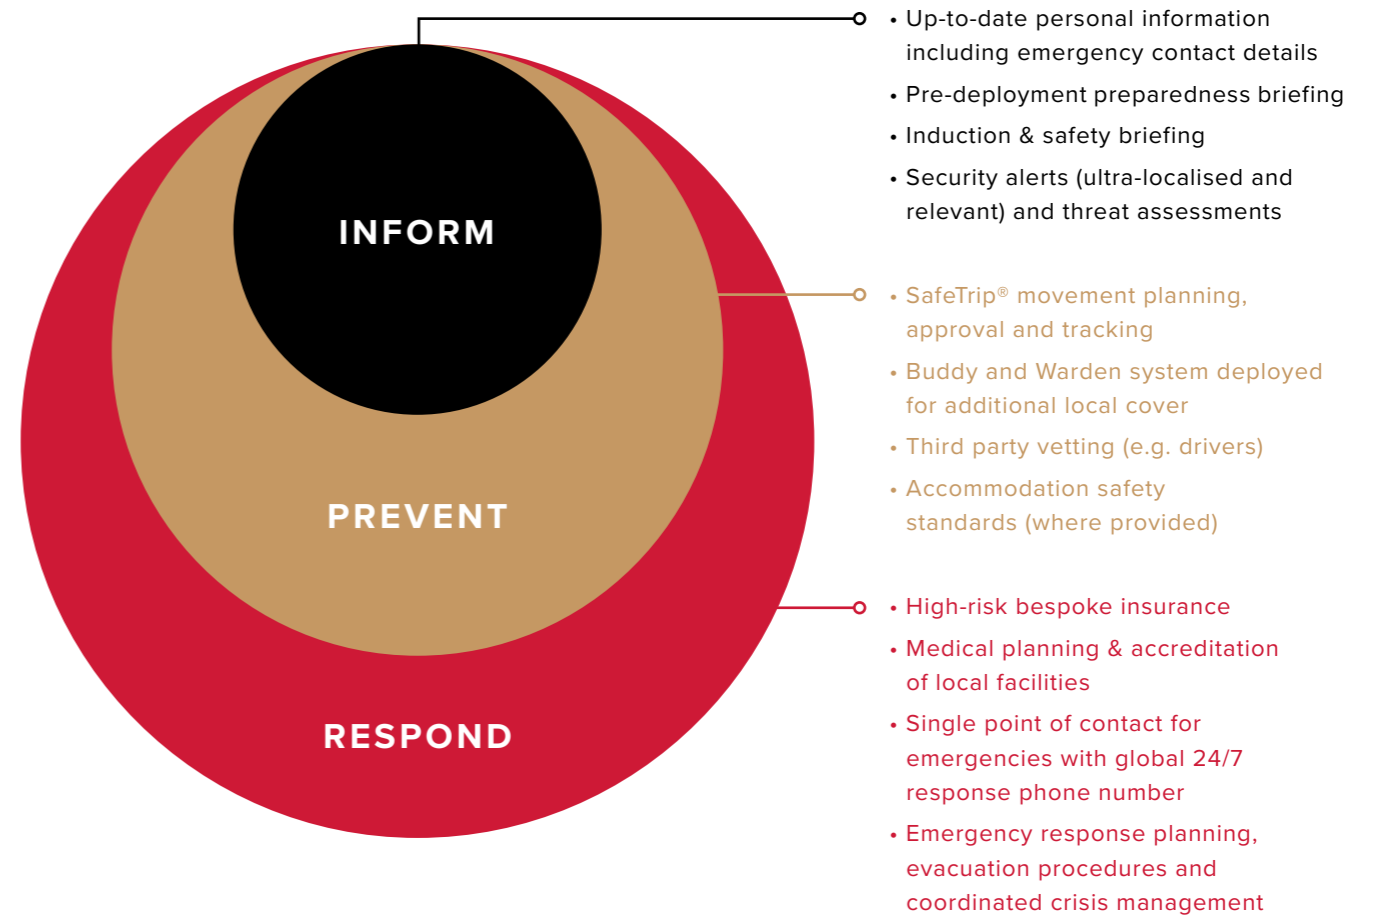 INFORM
PREVENT
RESPOND
• Up-to-date personal information
including emergency contact details
• Pre-deployment preparedness briefing
• Induction & safety briefing
• Security alerts (ultra-localised and
relevant) and threat assessments
• SafeTrip® movement planning,
approval and tracking
• Buddy and Warden system deployed
for additional local cover
• Third party vetting (e.g. drivers)
• Accommodation safety
standards (where provided)
• High-risk bespoke insurance
• Medical planning & accreditation
of local facilities
• Single point of contact for
emergencies with global 24/7
response phone number
• Emergency response planning,
evacuation procedures and
coordinated crisis management